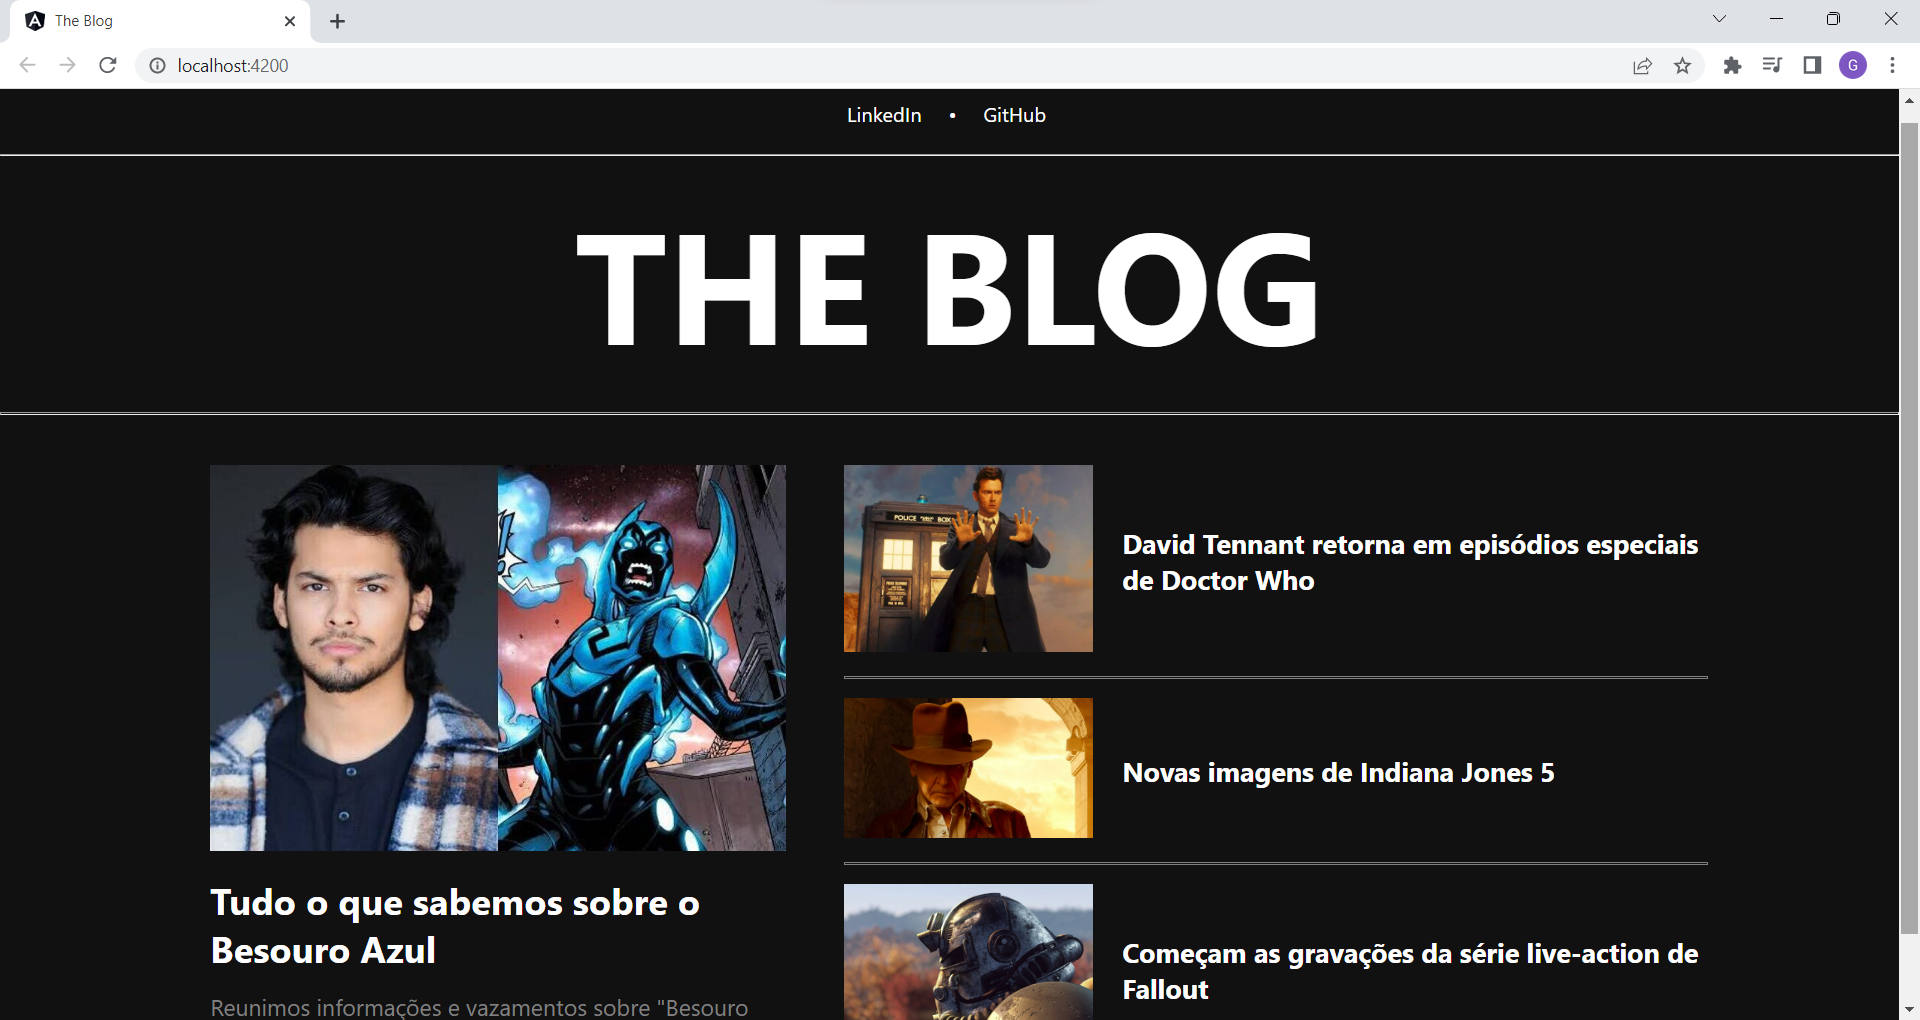 The Blog
localhost:4200
G
LinkedIn • GitHub
THE BLOG
POLICE BOX
David Tennant retorna em episódios especiais
de Doctor Who
Novas imagens de Indiana Jones 5
Começam as gravações da série live-action de
Fallout
Tudo o que sabemos sobre o
Besouro Azul
Reunimos informações e vazamentos sobre "Besouro